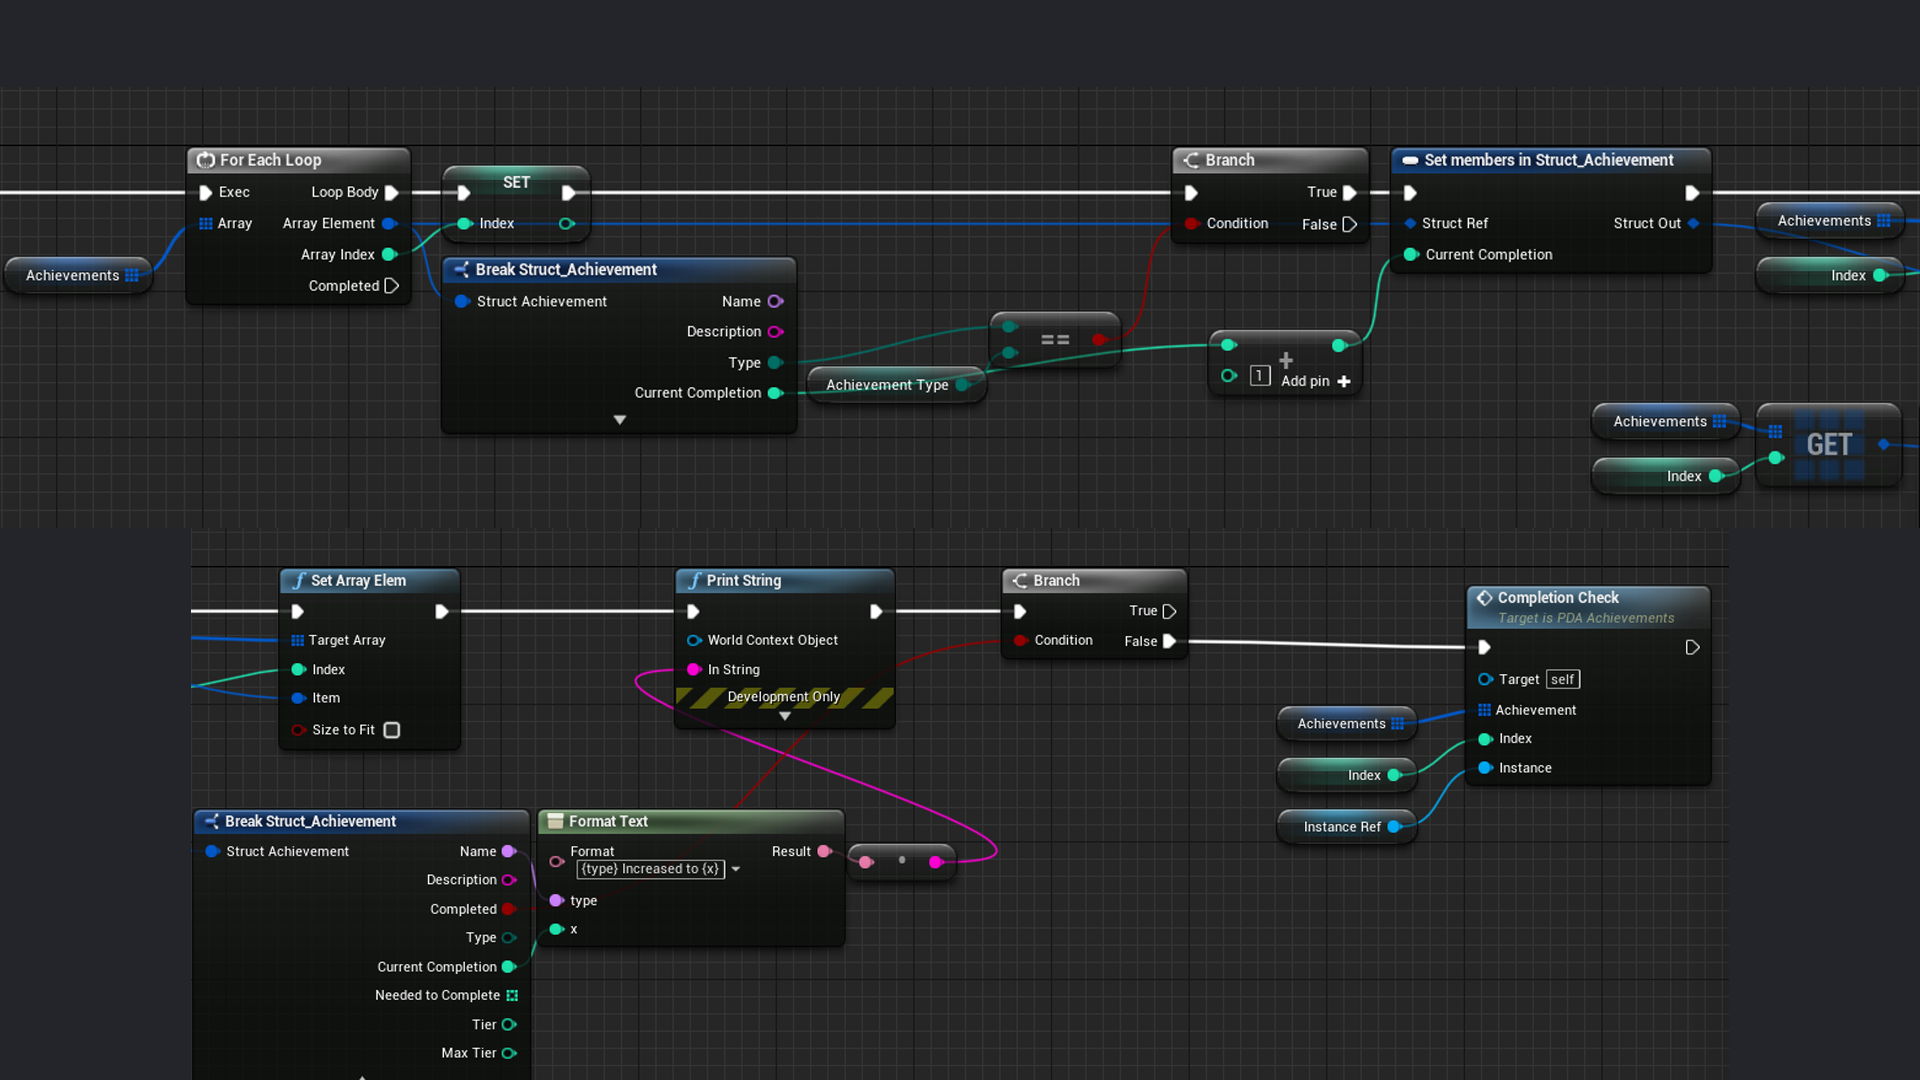 For Each Loop
Exec
Loop Body
Array
Array Element
Array Index
Completed
Achievements
SET
Index
Break Struct_Achievement
Struct Achievement
Name
Description
Type
Current Completion
Achievement Type
==
Branch
True
Condition
False
1
+
Add pin +
Set members in Struct_Achievement
Struct Ref
Struct Out
Current Completion
Achievements
Index
Achievements
Index
GET
Set Array Elem
Target Array
Index
Item
Size to Fit
Print String
World Context Object
In String
Development Only
Branch
True
Condition
False
Completion Check
Target is PDA Achievements
Target self
Achievement
Index
Instance
Achievements
Index
Instance Ref
Break Struct_Achievement
Struct Achievement
Name
Description
Completed
Type
Current Completion
Needed to Complete
Tier
Max Tier
Format Text
Format
{type} Increased to {x}
Result
type
x